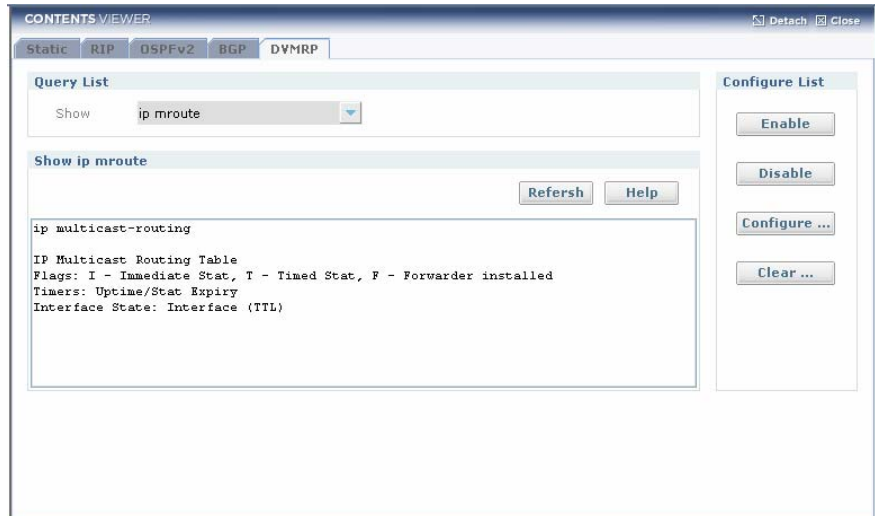 CONTENTS VIEWER
Detach Close
Static RIP OSPFv2 BGP DVMRP
Query List
Show ip mroute
Show ip mroute
Refersh Help
ip multicast-routing
IP Multicast Routing Table
Flags: I - Immediate Stat, T - Timed Stat, F - Forwarder installed
Timers: Uptime/Stat Expiry
Interface State: Interface (TTL)
Configure List
Enable
Disable
Configure ...
Clear ...